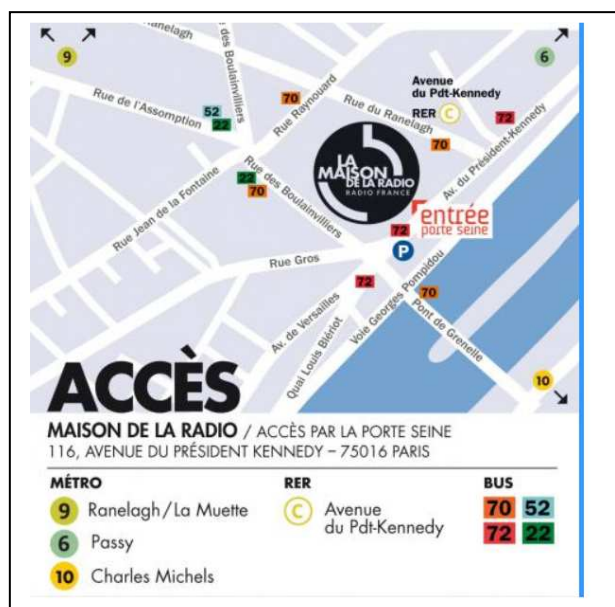 Ranelagh
des Boulainvilliers
9
6
Avenue
du Pdt-Kennedy
RER C
Rue de l'Assomption
52
22
70
Rue Raynouard
Rue du Ranelagh
72
70
Av. du Président-Kennedy
LA
MAISON
DE LA RADIO
RADIO FRANCE
22
70
Rue des Boulainvilliers
Rue Jean de la Fontaine
entrée
porte seine
72
P
Rue Gros
72
70
Av. de Versailles
Quai Louis Blériot
Voie Georges Pompidou
Pont de Grenelle
10
ACCÈS
MAISON DE LA RADIO / ACCÈS PAR LA PORTE SEINE
116, AVENUE DU PRÉSIDENT KENNEDY – 75016 PARIS
MÉTRO
9 Ranelagh/La Muette
6 Passy
10 Charles Michels
RER
C Avenue
du Pdt-Kennedy
BUS
70 52
72 22